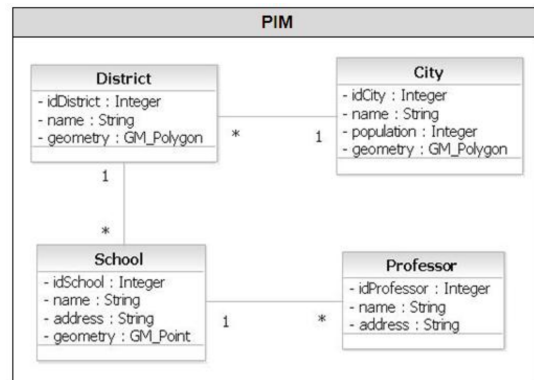 PIM
District
- idDistrict : Integer
- name : String
- geometry : GM_Polygon
* 1
City
- idCity : Integer
- name : String
- population : Integer
- geometry : GM_Polygon
1
*
School
- idSchool : Integer
- name : String
- address : String
- geometry : GM_Point
1 *
Professor
- idProfessor : Integer
- name : String
- address : String